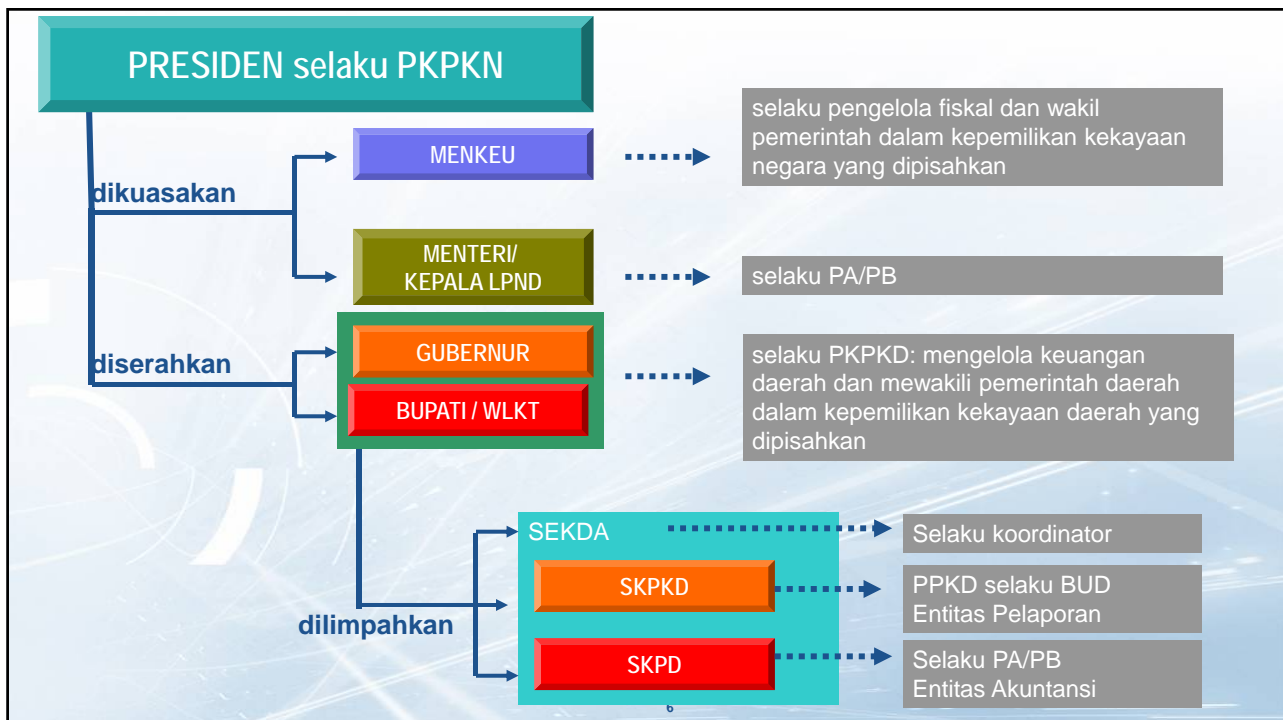 PRESIDEN selaku PKPKN
selaku pengelola fiskal dan wakil
pemerintah dalam kepemilikan kekayaan
negara yang dipisahkan
MENKEU
dikuasakan
MENTERI/
KEPALA LPND
selaku PA/PB
GUBERNUR
diserahkan
BUPATI / WLKT
selaku PKPKD: mengelola keuangan
daerah dan mewakili pemerintah daerah
dalam kepemilikan kekayaan daerah yang
dipisahkan
SEKDA
Selaku koordinator
SKPKD
PPKD selaku BUD
Entitas Pelaporan
dilimpahkan
SKPD
Selaku PA/PB
Entitas Akuntansi
6